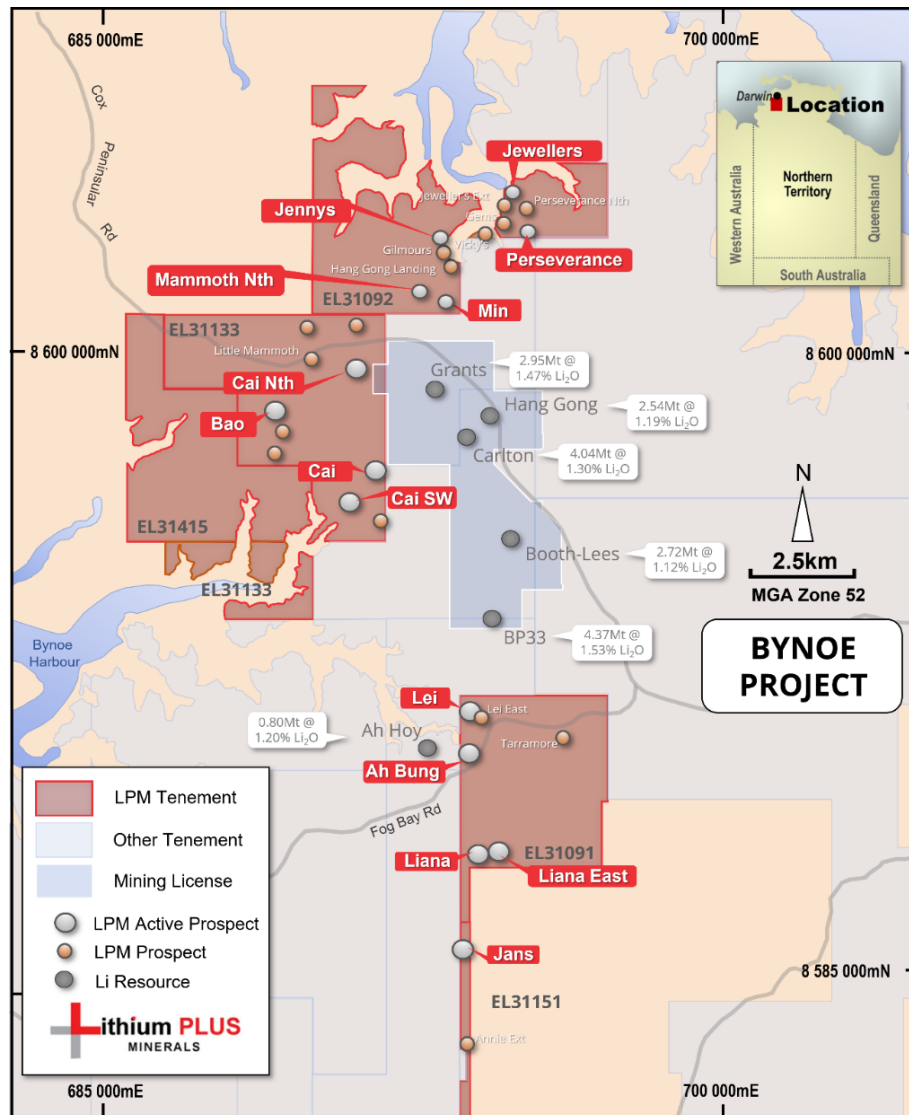 685 000mE
700 000mE
Cox
Peninsular
Rd
Darwin
Location
Northern
Territory
Western Australia
Queensland
South Australia
Jewellers
Jeweller's Ext
Perseverance Nth
Gems
Jennys
Vicky's
Gilmours
Perseverance
Hang Gong Landing
Mammoth Nth
EL31092
Min
EL31133
8 600 000mN
8 600 000mN
Little Mammoth
2.95Mt @
1.47% Li₂O
Grants
Cai Nth
Hang Gong
2.54Mt @
1.19% Li₂O
Bao
Carlton
4.04Mt @
1.30% Li₂O
Cai
Cai SW
N
EL31415
Booth-Lees
2.72Mt @
1.12% Li₂O
2.5km
MGA Zone 52
EL31133
Bynoe
Harbour
BP33
4.37Mt @
1.53% Li₂O
BYNOE
PROJECT
Lei
Lei East
0.80Mt @
1.20% Li₂O
Ah Hoy
Tarramore
Ah Bung
Fog Bay Rd
Liana
EL31091
Liana East
Jans
8 585 000mN
EL31151
Annie Ext
LPM Tenement
Other Tenement
Mining License
LPM Active Prospect
LPM Prospect
Li Resource
Lithium PLUS
MINERALS
685 000mE
700 000mE